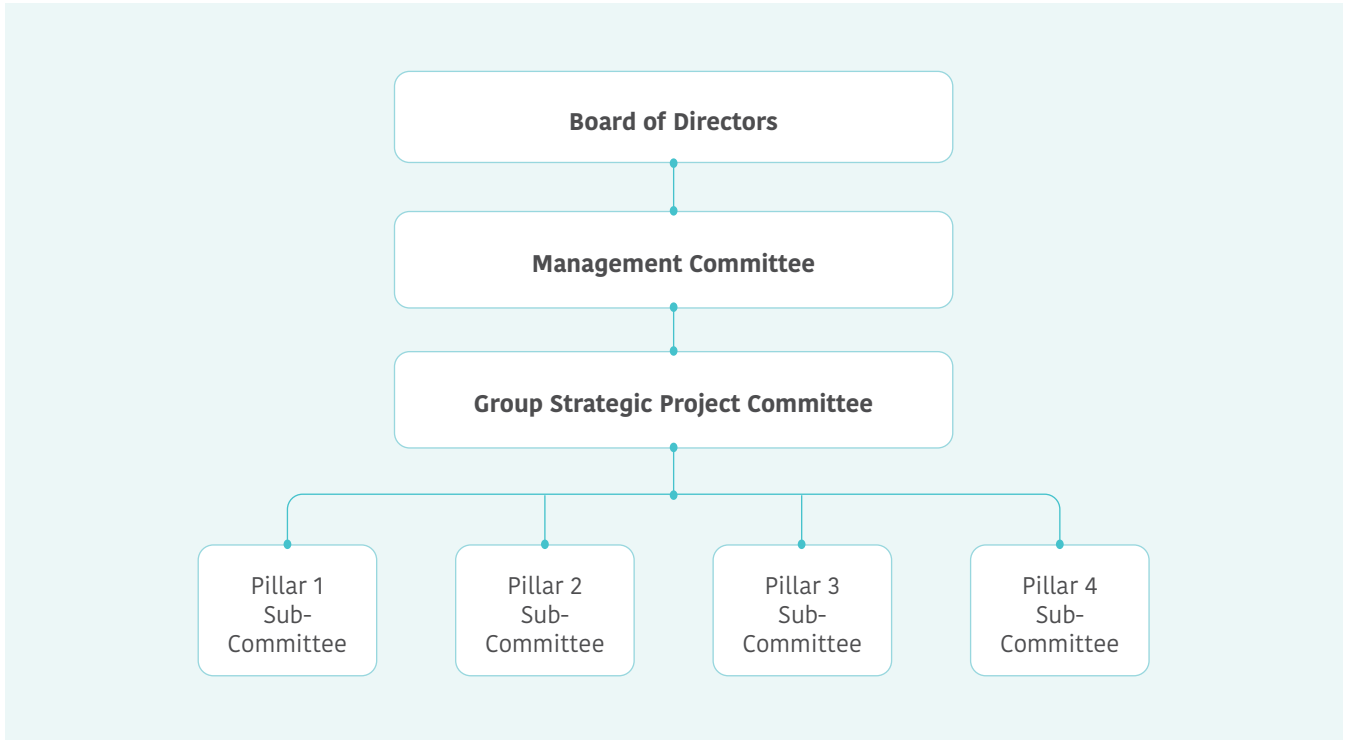 Board of Directors
Management Committee
Group Strategic Project Committee
Pillar 1
Sub-
Committee
Pillar 2
Sub-
Committee
Pillar 3
Sub-
Committee
Pillar 4
Sub-
Committee